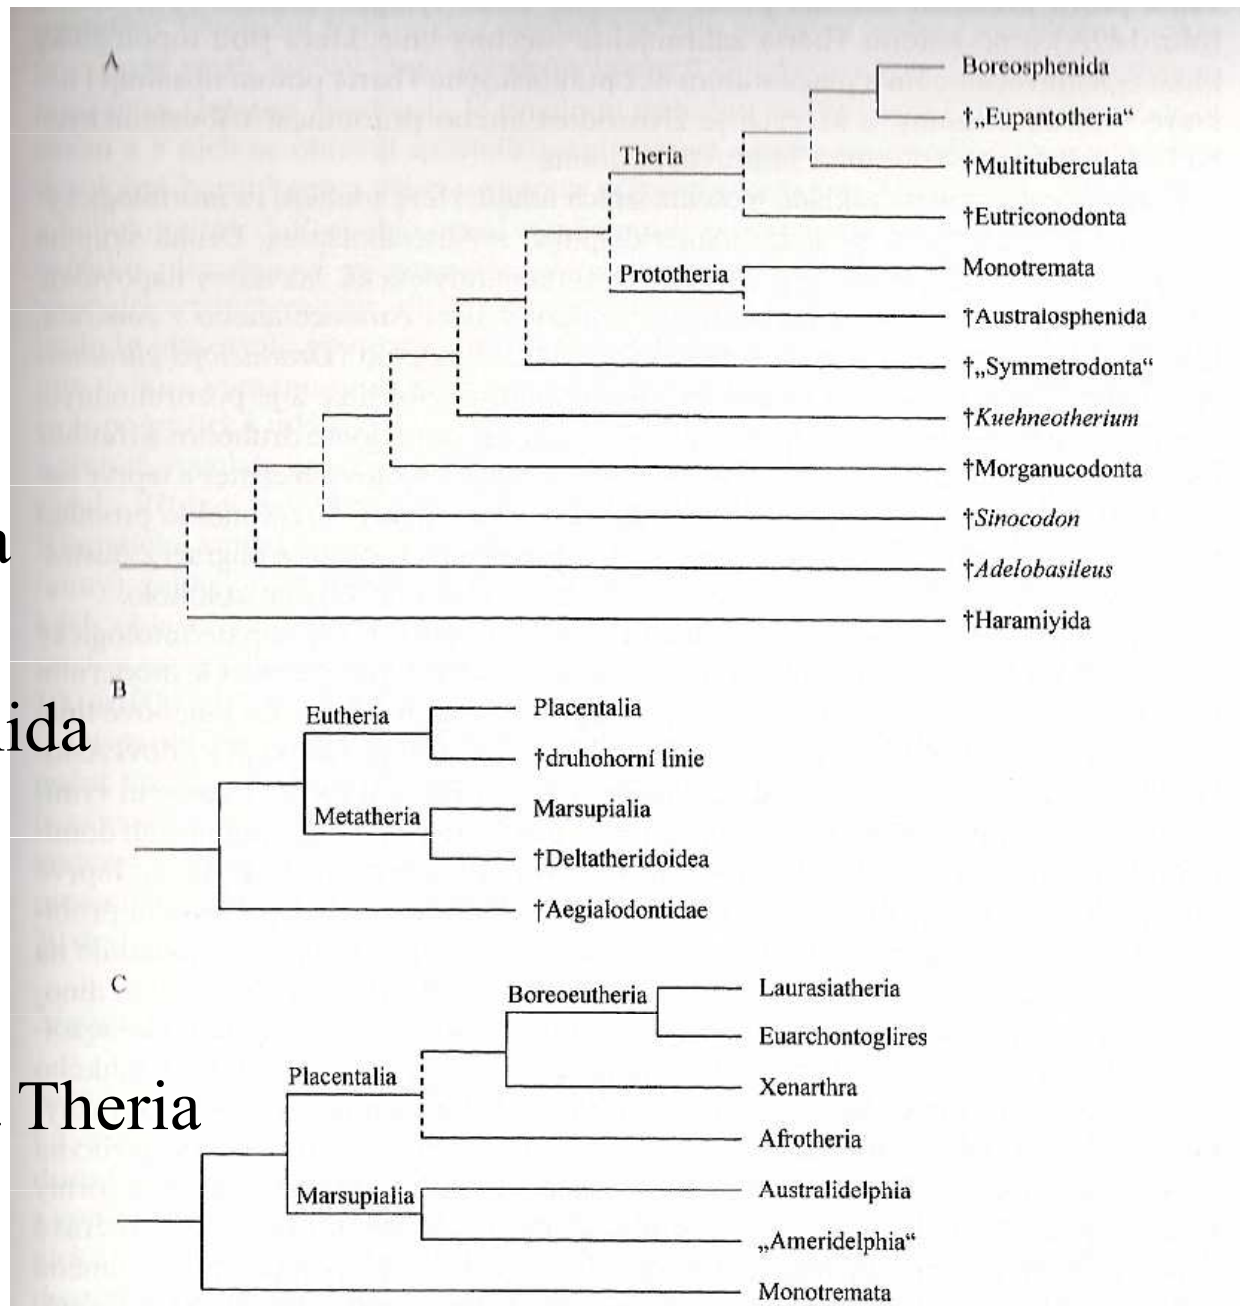 A
Boreosphenida
†„Eupantotheria“
Theria
†Multituberculata
†Eutriconodonta
Prototheria
Monotremata
†Australosphenida
†„Symmetrodonta“
†Kuehneotherium
†Morganucodonta
†Sinocodon
a
†Adelobasileus
†Haramiyida
B
Eutheria
Placentalia
ida
†druhohorní linie
Metatheria
Marsupialia
†Deltatheridoidea
†Aegialodontidae
C
Boreoeutheria
Laurasiatheria
Euarchontoglires
Placentalia
Xenarthra
Theria
Afrotheria
Marsupialia
Australidelphia
„Ameridelphia“
Monotremata